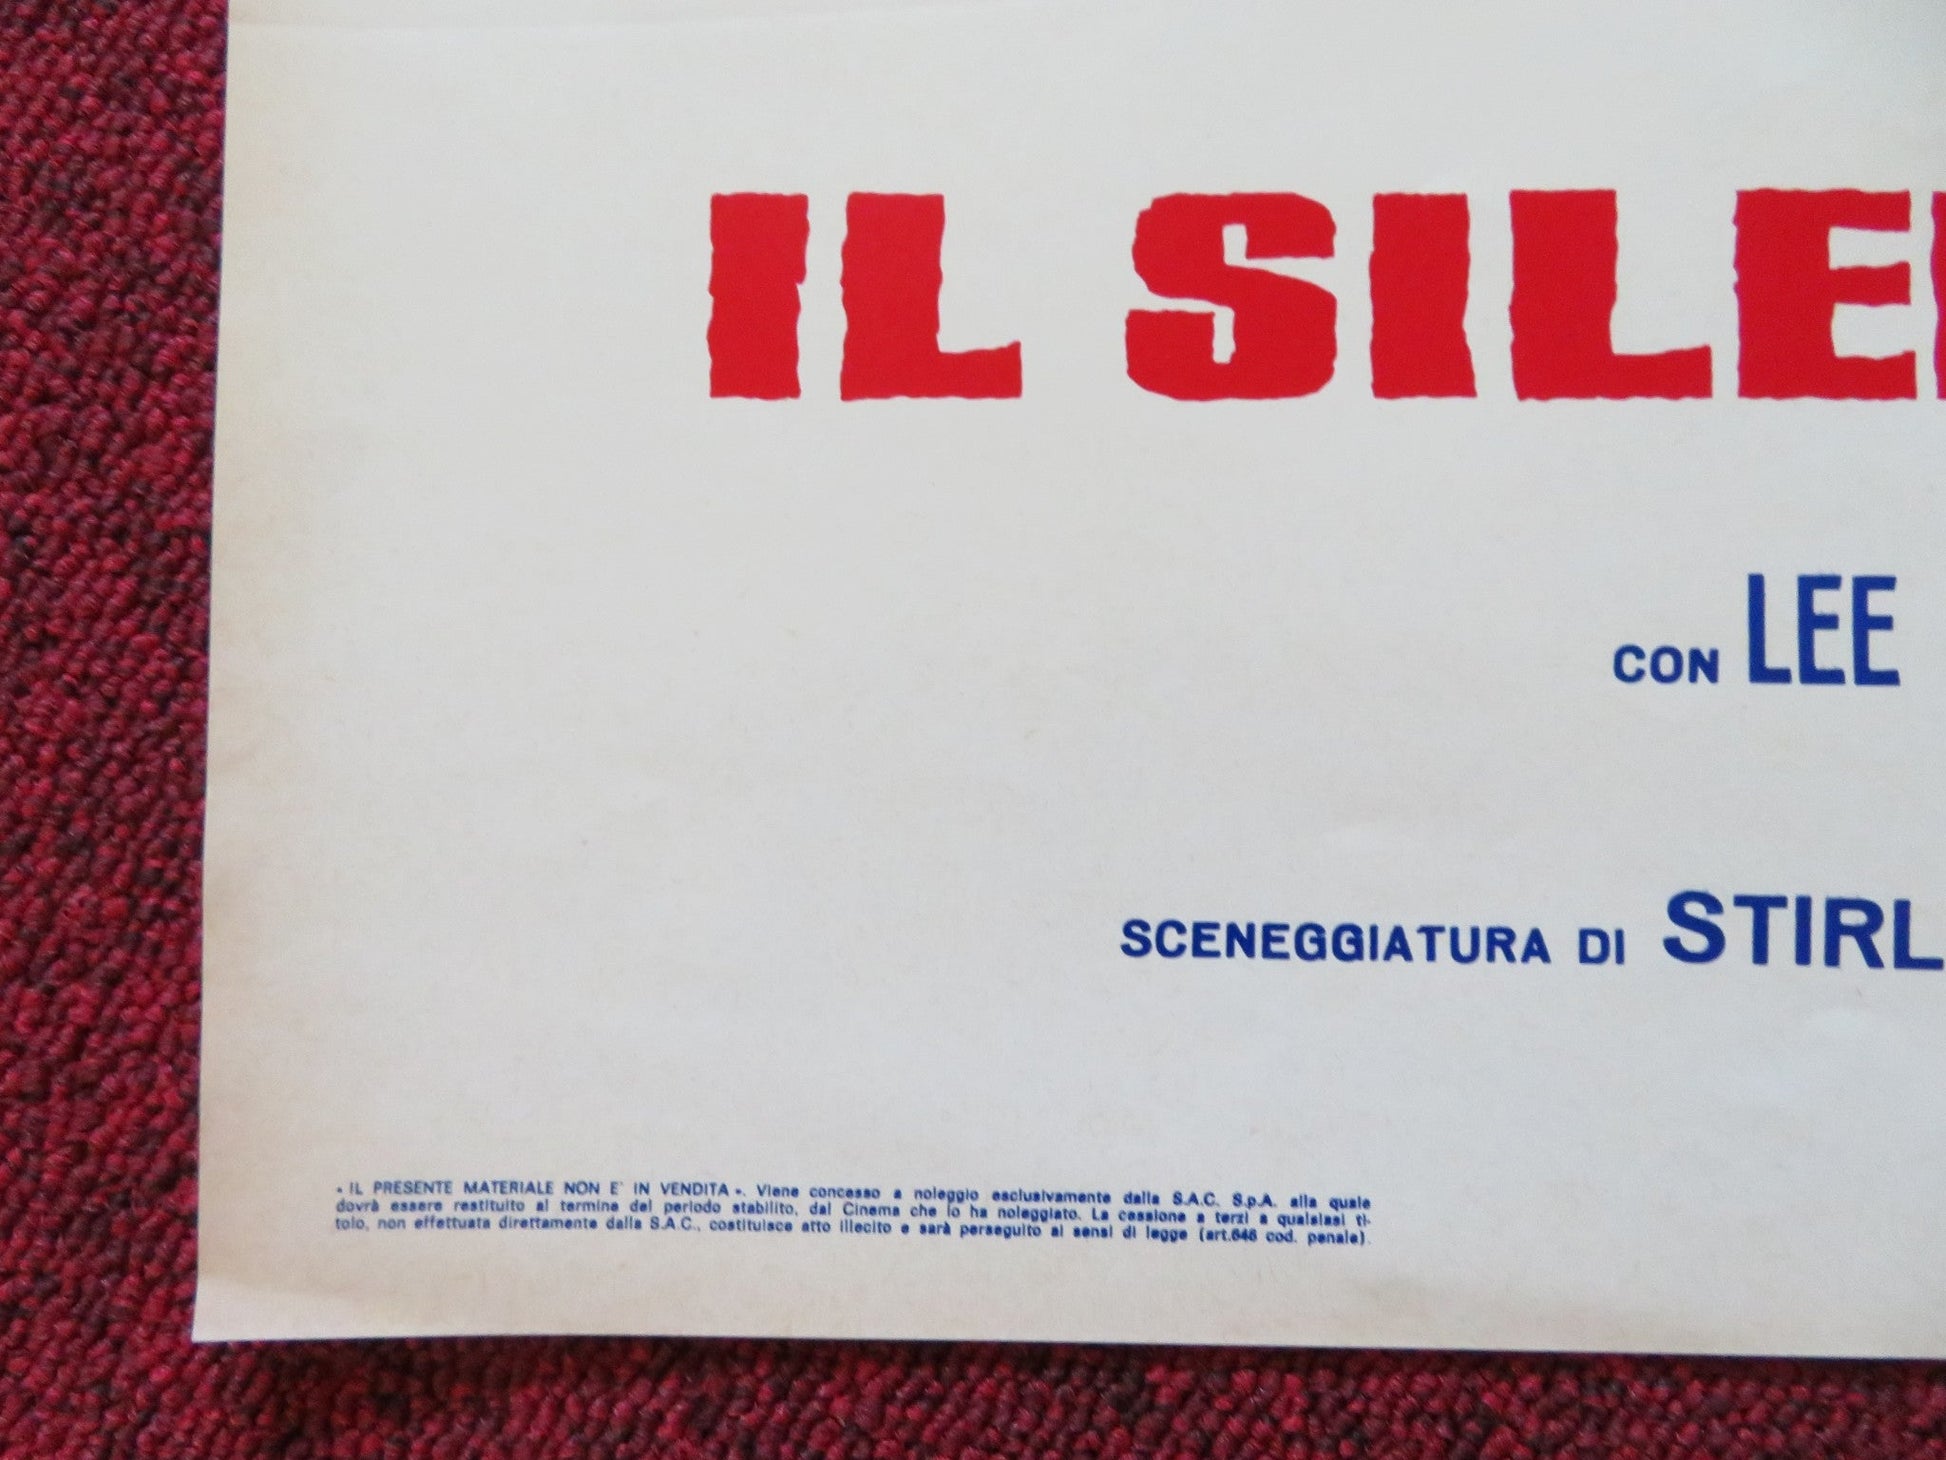 IL SILE
CON LEE
SCENEGGIATURA DI STIRL
« IL PRESENTE MATERIALE NON E' IN VENDITA ». Viene concesso a noleggio esclusivamente dalla S.A.C. S.p.A. alla quale
dovrà essere restituito al termine del periodo stabilito, dal Cinema che lo ha noleggiato. La cessione a terzi a qualsiasi ti-
tolo, non effettuata direttamente dalla S.A.C., costituisce atto illecito e sarà perseguito ai sensi di legge (art.646 cod. penale).